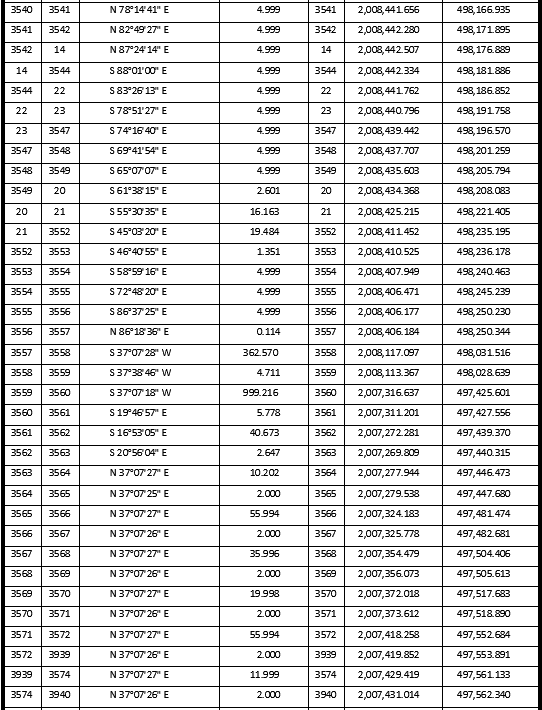 3540 3541 N 78°14'41" E 4.999 3541 2,008,441.656 498,166.935
3541 3542 N 82°49'27" E 4.999 3542 2,008,442.280 498,171.895
3542 14 N 87°24'14" E 4.999 14 2,008,442.507 498,176.889
14 3544 S 88°01'00" E 4.999 3544 2,008,442.334 498,181.886
3544 22 S 83°26'13" E 4.999 22 2,008,441.762 498,186.852
22 23 S 78°51'27" E 4.999 23 2,008,440.796 498,191.758
23 3547 S 74°16'40" E 4.999 3547 2,008,439.442 498,196.570
3547 3548 S 69°41'54" E 4.999 3548 2,008,437.707 498,201.259
3548 3549 S 65°07'07" E 4.999 3549 2,008,435.603 498,205.794
3549 20 S 61°38'15" E 2.601 20 2,008,434.368 498,208.083
20 21 S 55°30'35" E 16.163 21 2,008,425.215 498,221.405
21 3552 S 45°03'20" E 19.484 3552 2,008,411.452 498,235.195
3552 3553 S 46°40'55" E 1.351 3553 2,008,410.525 498,236.178
3553 3554 S 58°59'16" E 4.999 3554 2,008,407.949 498,240.463
3554 3555 S 72°48'20" E 4.999 3555 2,008,406.471 498,245.239
3555 3556 S 86°37'25" E 4.999 3556 2,008,406.177 498,250.230
3556 3557 N 86°18'36" E 0.114 3557 2,008,406.184 498,250.344
3557 3558 S 37°07'28" W 362.570 3558 2,008,117.097 498,031.516
3558 3559 S 37°38'46" W 4.711 3559 2,008,113.367 498,028.639
3559 3560 S 37°07'18" W 999.216 3560 2,007,316.637 497,425.601
3560 3561 S 19°46'57" E 5.778 3561 2,007,311.201 497,427.556
3561 3562 S 16°53'05" E 40.673 3562 2,007,272.281 497,439.370
3562 3563 S 20°56'04" E 2.647 3563 2,007,269.809 497,440.315
3563 3564 N 37°07'27" E 10.202 3564 2,007,277.944 497,446.473
3564 3565 N 37°07'25" E 2.000 3565 2,007,279.538 497,447.680
3565 3566 N 37°07'27" E 55.994 3566 2,007,324.183 497,481.474
3566 3567 N 37°07'26" E 2.000 3567 2,007,325.778 497,482.681
3567 3568 N 37°07'27" E 35.996 3568 2,007,354.479 497,504.406
3568 3569 N 37°07'26" E 2.000 3569 2,007,356.073 497,505.613
3569 3570 N 37°07'27" E 19.998 3570 2,007,372.018 497,517.683
3570 3571 N 37°07'26" E 2.000 3571 2,007,373.612 497,518.890
3571 3572 N 37°07'27" E 55.994 3572 2,007,418.258 497,552.684
3572 3939 N 37°07'26" E 2.000 3939 2,007,419.852 497,553.891
3939 3574 N 37°07'27" E 11.999 3574 2,007,429.419 497,561.133
3574 3940 N 37°07'26" E 2.000 3940 2,007,431.014 497,562.340